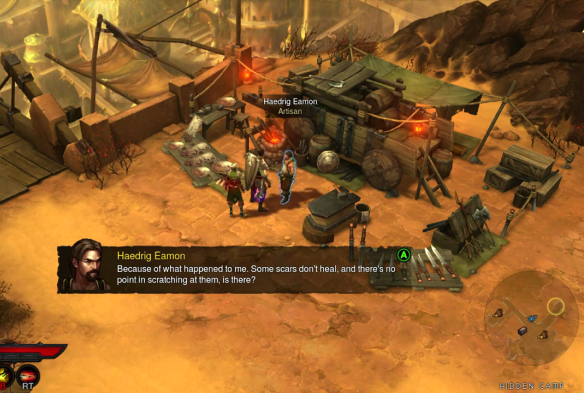 Haedrig Eamon
Artisan
Haedrig Eamon
A
Because of what happened to me. Some scars don't heal, and there's no
point in scratching at them, is there?
RT
HIDDEN CAMP